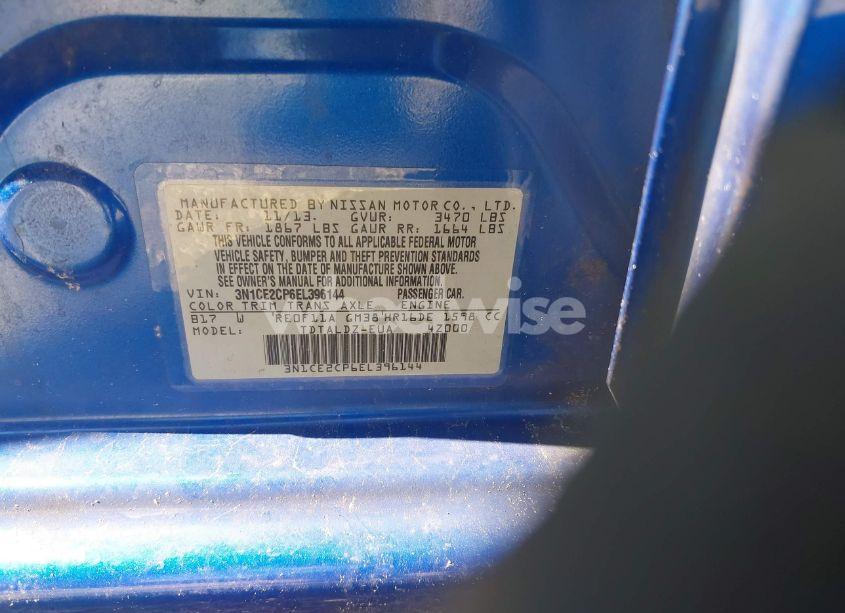 MANUFACTURED BY NISSAN MOTOR CO., LTD.
DATE: 11/13. GVWR: 3470 LBS
GAWR FR: 1867 LBS GAWR RR: 1664 LBS
THIS VEHICLE CONFORMS TO ALL APPLICABLE FEDERAL MOTOR
VEHICLE SAFETY, BUMPER AND THEFT PREVENTION STANDARDS
IN EFFECT ON THE DATE OF MANUFACTURE SHOWN ABOVE.
SEE OWNER'S MANUAL FOR ADDITIONAL INFORMATION.
VIN: 3N1CE2CP6EL396144 PASSENGER CAR.
COLOR TRIM TRANS AXLE ENGINE
B17 W RE0F11A GM38 HR16DE 1598 CC
MODEL: TDTALDZ-EUA 4Z000
3N1CE2CP6EL396144